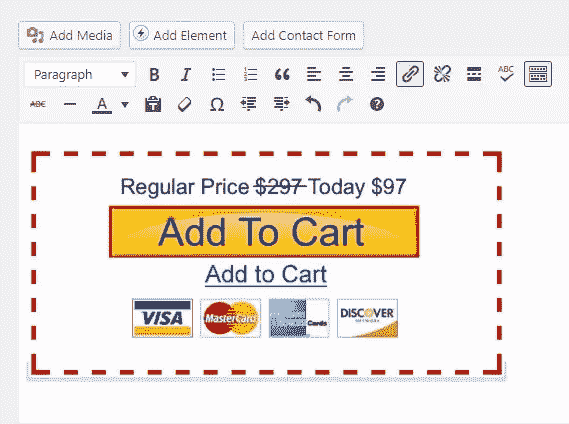 Add Media Add Element Add Contact Form
Paragraph B I ABC
ABC A Ω
Regular Price $297 Today $97
Add To Cart
Add to Cart
VISA MasterCard Cards DISCOVER